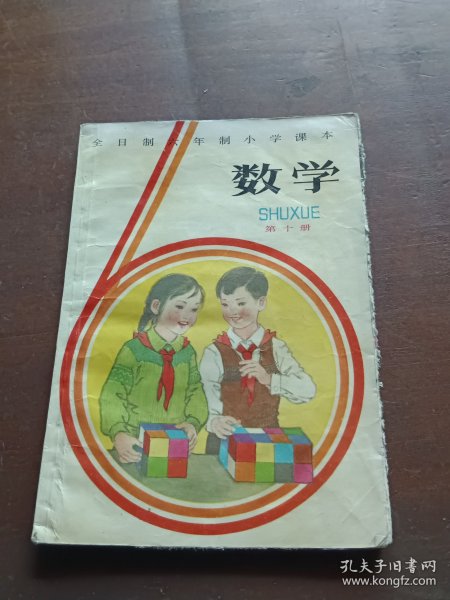 全日制六年制小学课本
数学
SHUXUE
第十册
孔夫子旧书网
www.kongfz.com